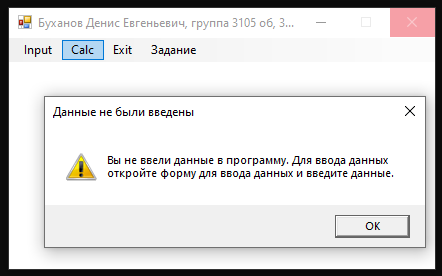 Буханов Денис Евгеньевич, группа 3105 об, 3...
Input Calc Exit Задание
Данные не были введены
Вы не ввели данные в программу. Для ввода данных
откройте форму для ввода данных и введите данные.
OK